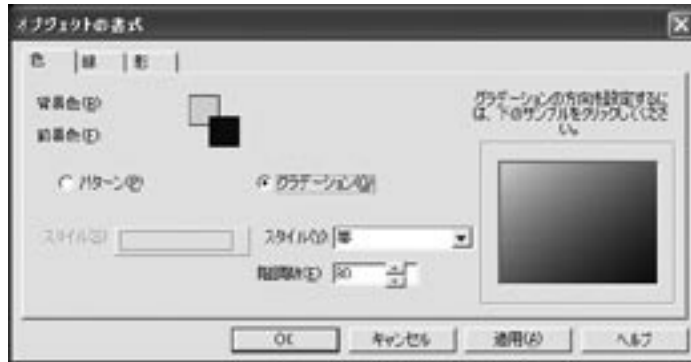 オブジェクトの書式
色 線 影
背景色(B)
前景色(F)
グラデーションの方向を設定するに
は、下のサンプルをクリックしてくださ
い。
パターン(P)
グラデーション(G)
スタイル(S)
スタイル(Y)
階調数(E)
OK キャンセル 適用(A) ヘルプ